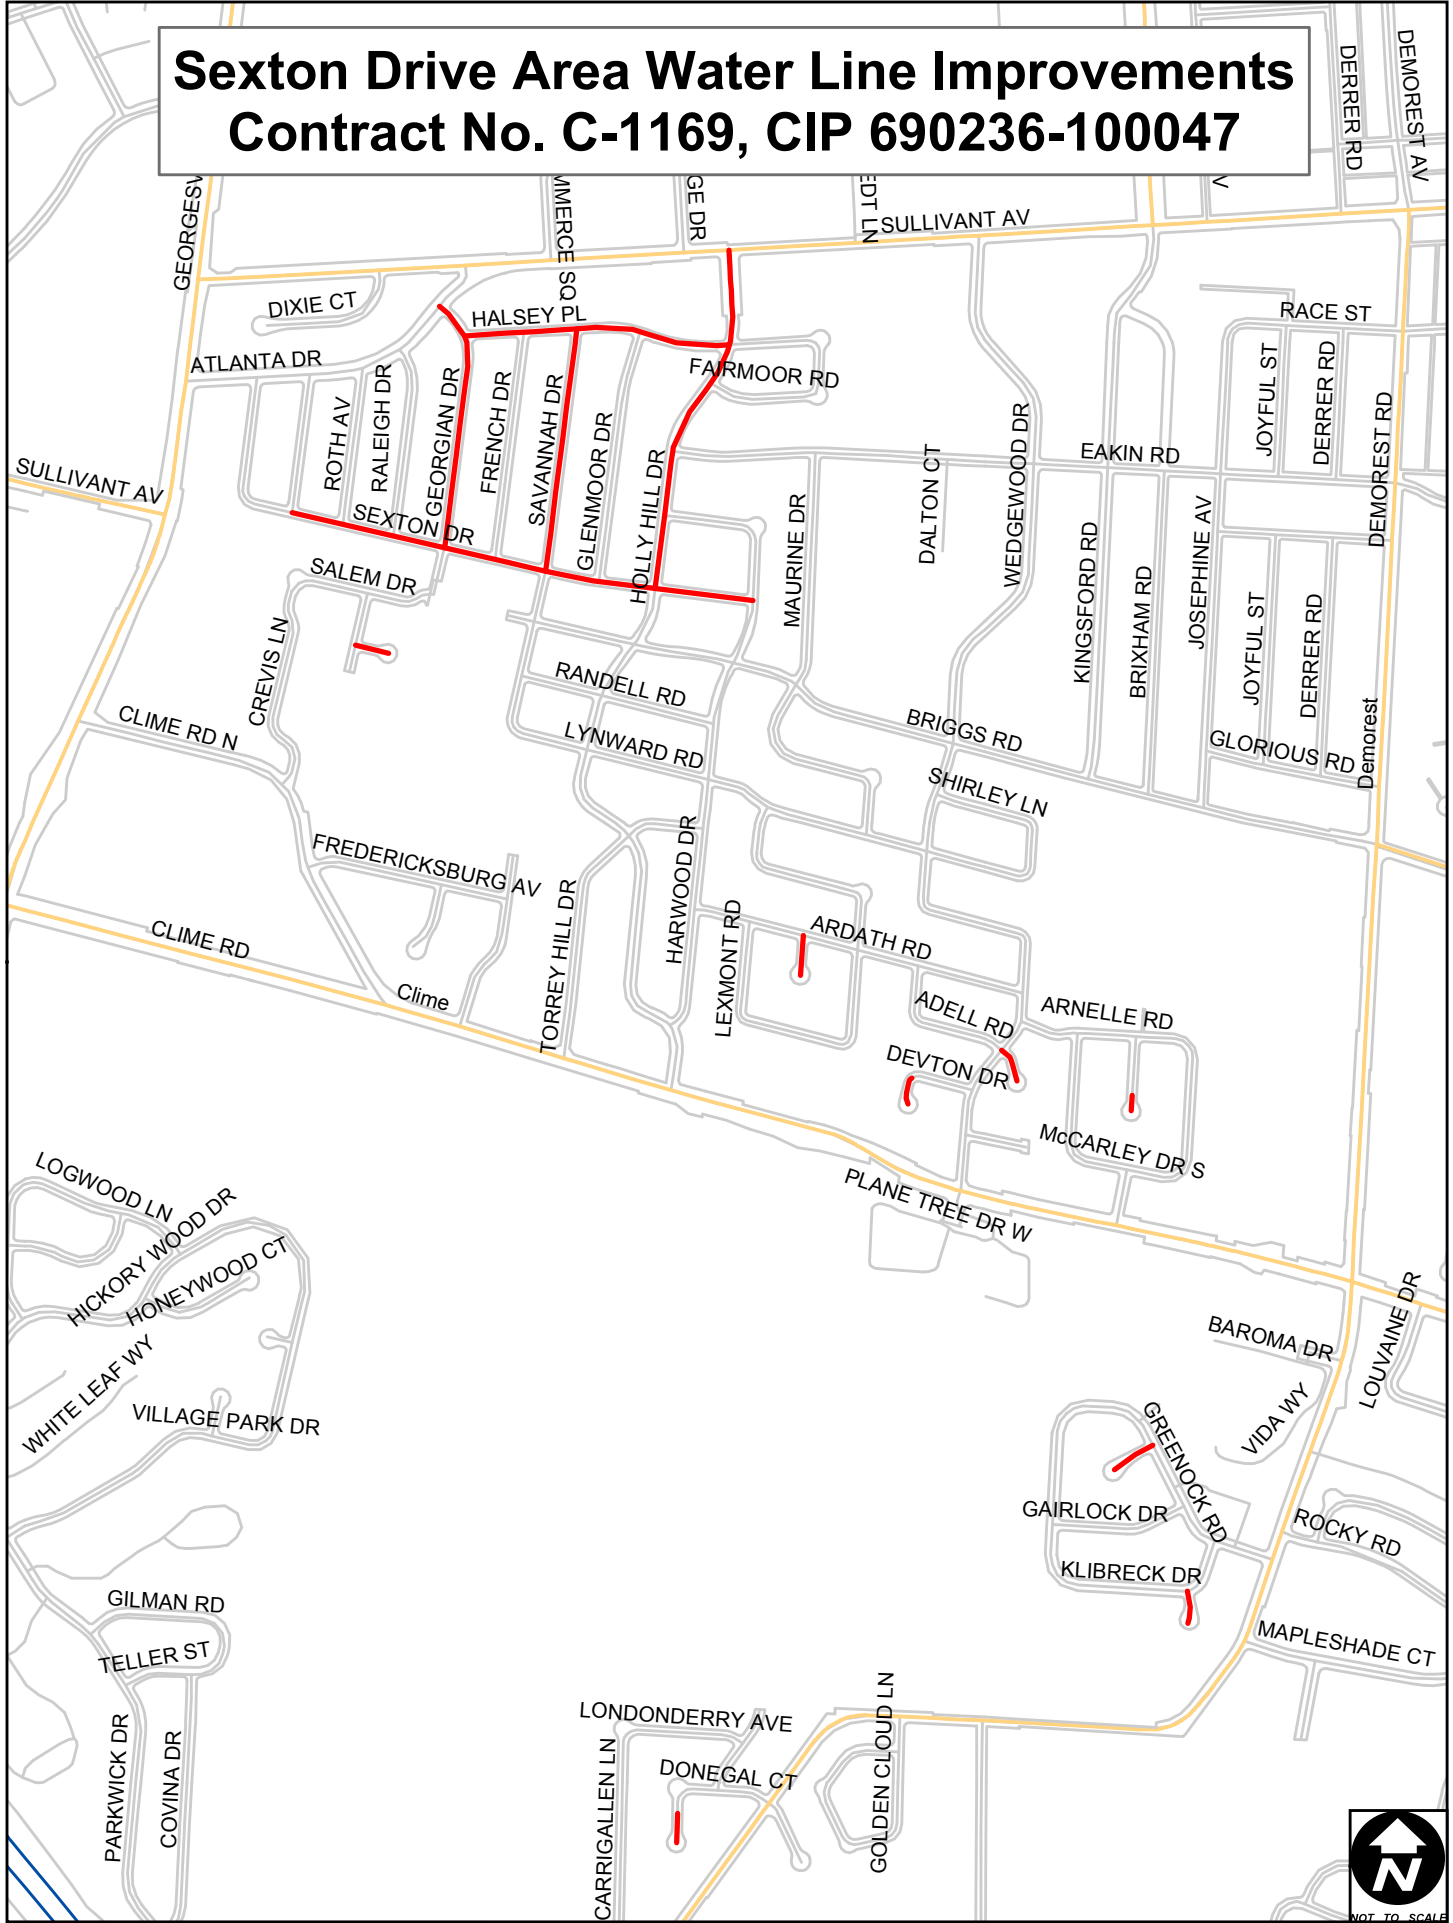 Sexton Drive Area Water Line Improvements
Contract No. C-1169, CIP 690236-100047
DERRER RD
DEMOREST AV
GEORGESV
MMERCE SQ
GE DR
EDT LN
SULLIVANT AV
V
DIXIE CT
HALSEY PL
RACE ST
ATLANTA DR
FAIRMOOR RD
ROTH AV
RALEIGH DR
GEORGIAN DR
FRENCH DR
SAVANNAH DR
GLENMOOR DR
HOLLY HILL DR
DALTON CT
WEDGEWOOD DR
EAKIN RD
JOYFUL ST
DERRER RD
DEMOREST RD
SULLIVANT AV
SEXTON DR
MAURINE DR
KINGSFORD RD
BRIXHAM RD
JOSEPHINE AV
JOYFUL ST
DERRER RD
SALEM DR
CREVIS LN
RANDELL RD
CLIME RD N
LYNWARD RD
BRIGGS RD
GLORIOUS RD
Demorest
SHIRLEY LN
FREDERICKSBURG AV
HARWOOD DR
TORREY HILL DR
LEXMONT RD
ARDATH RD
CLIME RD
Clime
ADELL RD
ARNELLE RD
DEVTON DR
McCARLEY DR S
PLANE TREE DR W
LOGWOOD LN
HICKORY WOOD DR
HONEYWOOD CT
WHITE LEAF WY
VILLAGE PARK DR
BAROMA DR
LOUVAINE DR
VIDA WY
GREENOCK RD
GAIRLOCK DR
ROCKY RD
KLIBRECK DR
MAPLESHADE CT
GILMAN RD
TELLER ST
PARKWICK DR
COVINA DR
LONDONDERRY AVE
DONEGAL CT
CARRIGALLEN LN
GOLDEN CLOUD LN
N
NOT TO SCALE